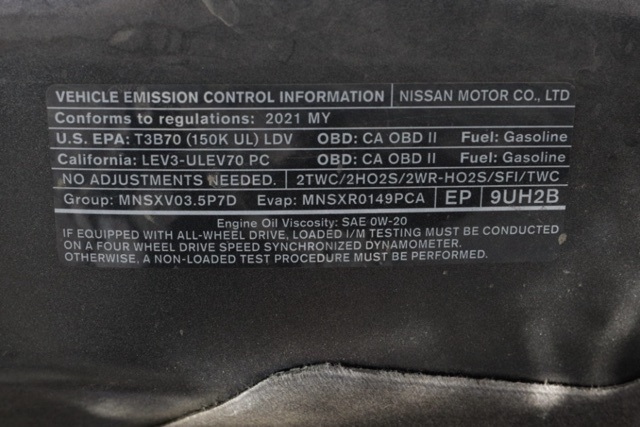 VEHICLE EMISSION CONTROL INFORMATION NISSAN MOTOR CO., LTD
Conforms to regulations: 2021 MY
U.S. EPA: T3B70 (150K UL) LDV OBD: CA OBD II Fuel: Gasoline
California: LEV3-ULEV70 PC OBD: CA OBD II Fuel: Gasoline
NO ADJUSTMENTS NEEDED. 2TWC/2HO2S/2WR-HO2S/SFI/TWC
Group: MNSXV03.5P7D Evap: MNSXR0149PCA EP 9UH2B
Engine Oil Viscosity: SAE 0W-20
IF EQUIPPED WITH ALL-WHEEL DRIVE, LOADED I/M TESTING MUST BE CONDUCTED
ON A FOUR WHEEL DRIVE SPEED SYNCHRONIZED DYNAMOMETER.
OTHERWISE, A NON-LOADED TEST PROCEDURE MUST BE PERFORMED.